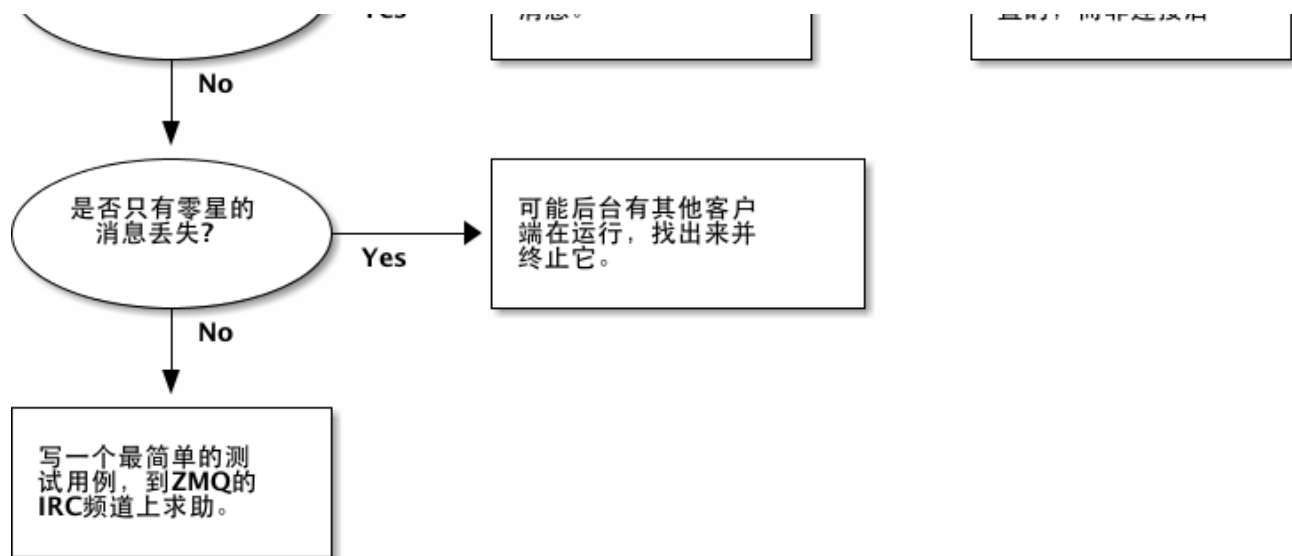 No
是否只有零星的
消息丢失?
Yes
可能后台有其他客户
端在运行，找出来并
终止它。
No
写一个最简单的测
试用例，到ZMQ的
IRC频道上求助。